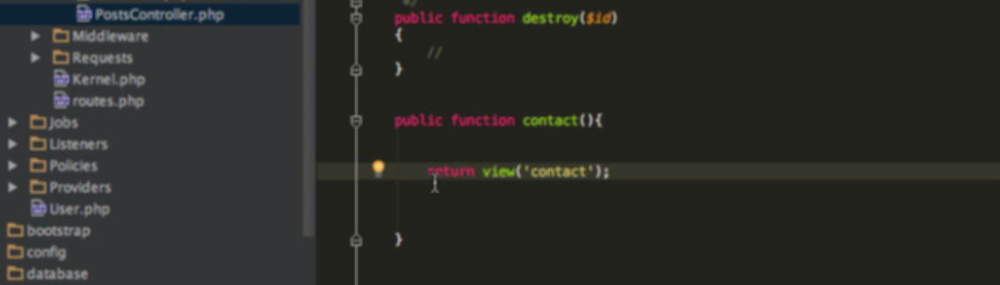 PostsController.php
Middleware
Requests
Kernel.php
routes.php
Jobs
Listeners
Policies
Providers
User.php
bootstrap
config
database
*/
public function destroy($id)
{
//
}
public function contact(){
return view('contact');
}